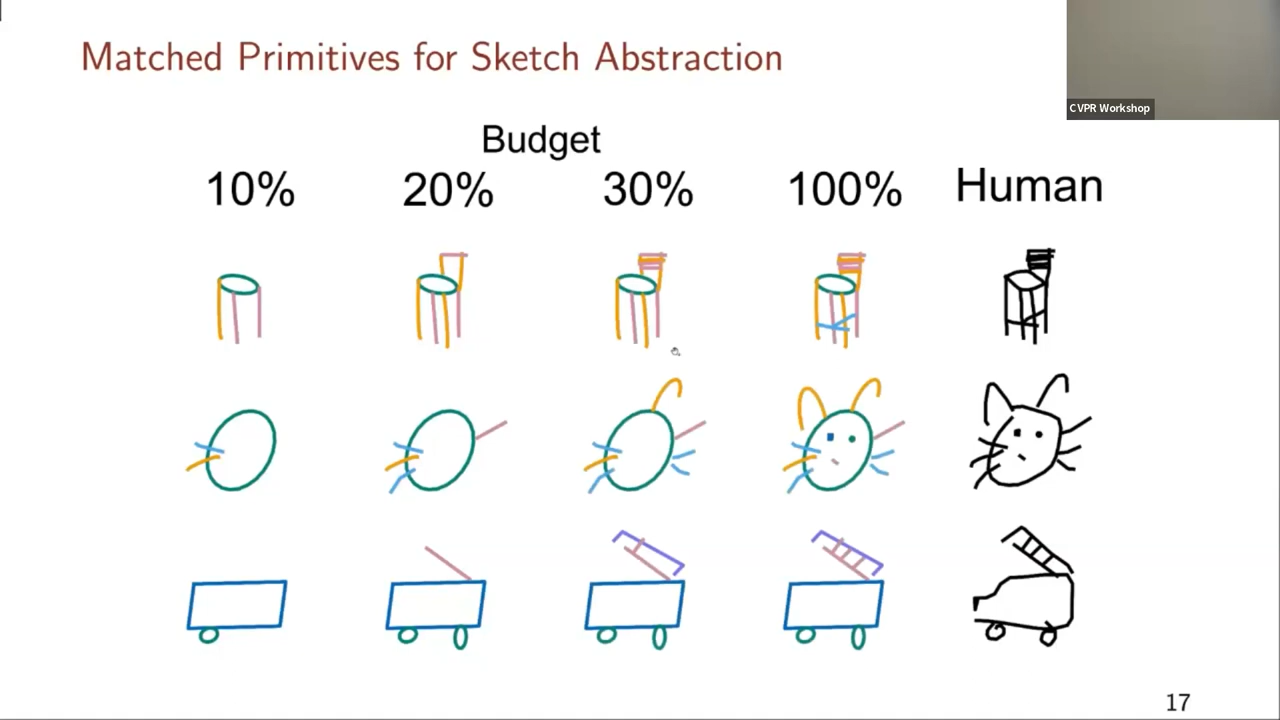 Matched Primitives for Sketch Abstraction
CVPR Workshop
Budget
10% 20% 30% 100% Human
17